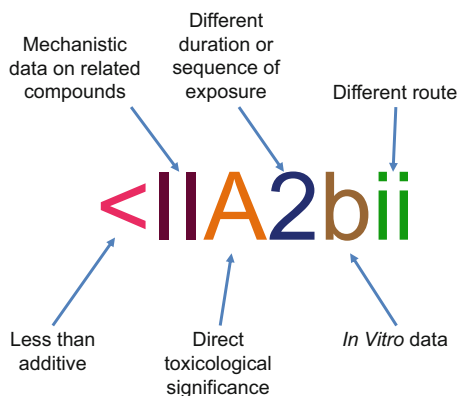 Mechanistic
data on related
compounds
Different
duration or
sequence of
exposure
Different route
<IIA2bii
Less than
additive
Direct
toxicological
significance
In Vitro data